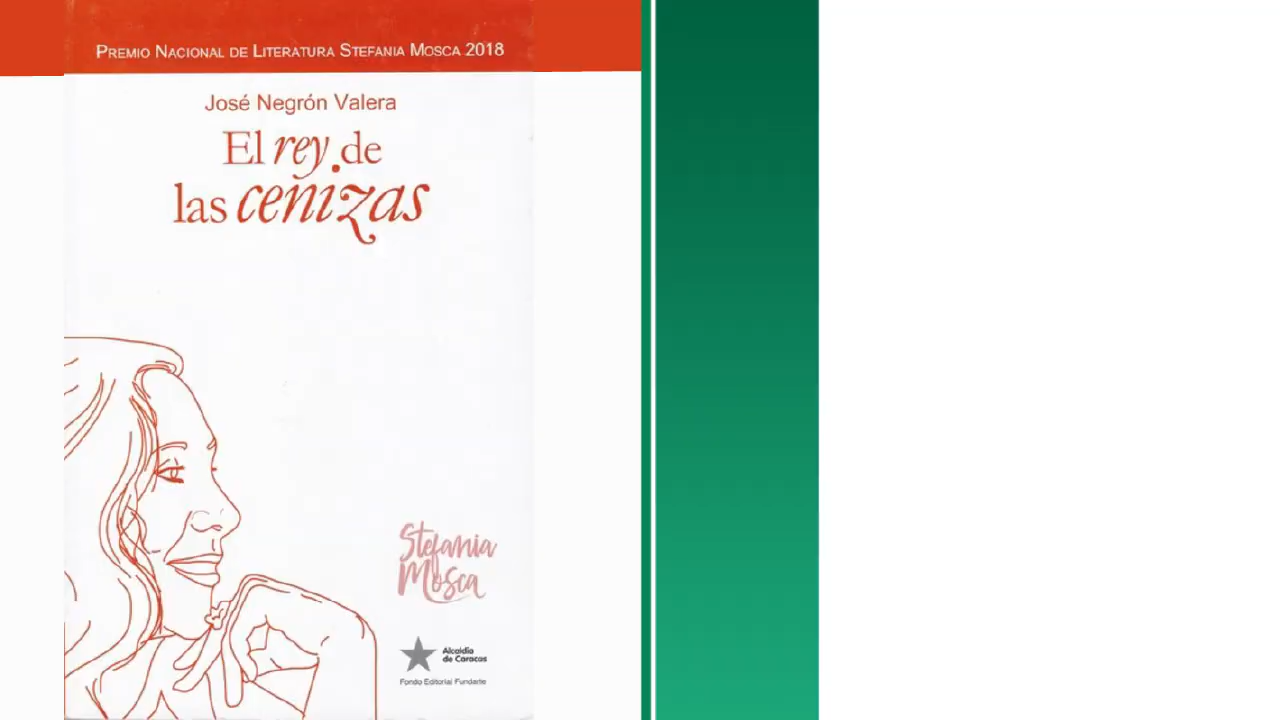 PREMIO NACIONAL DE LITERATURA STEFANIA MOSCA 2018
José Negrón Valera
El rey de
las cenizas
Stefania
Mosca
Alcaldía
de Caracas
Fondo Editorial Fundarte